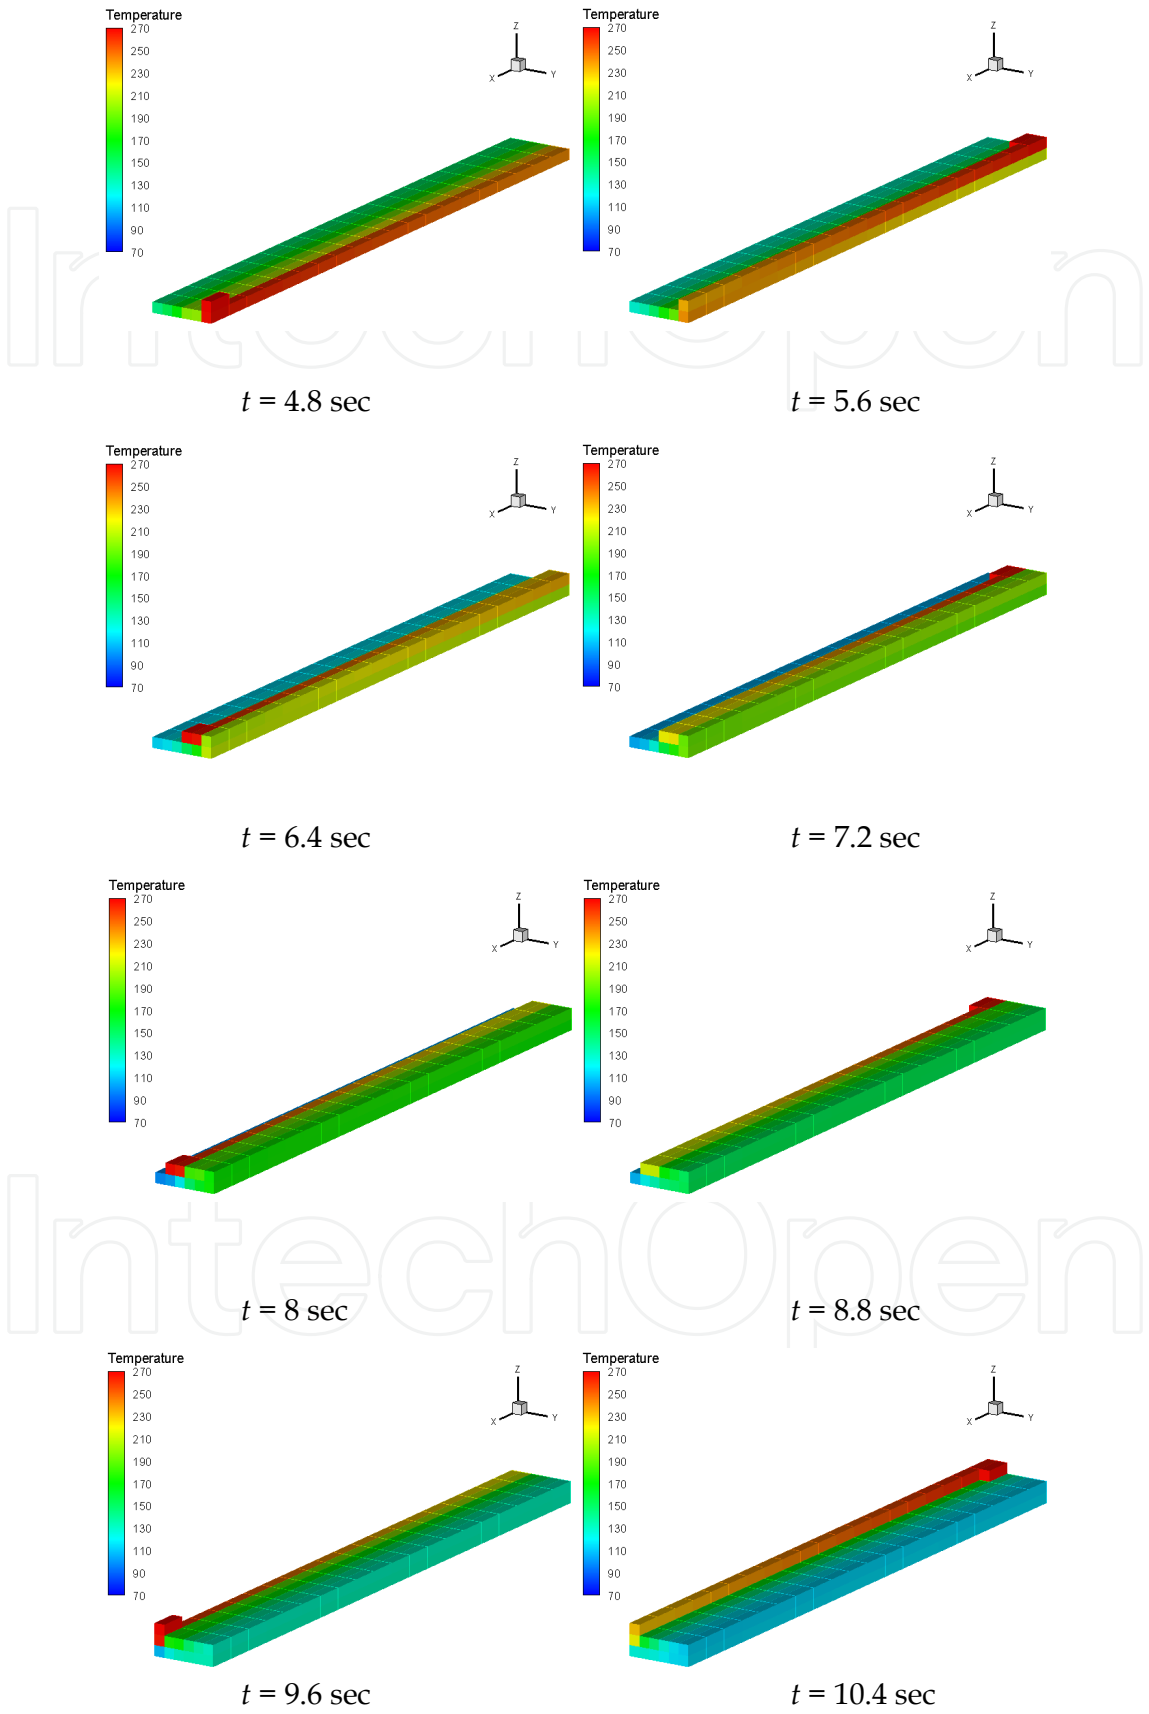 Temperature
270
250
230
210
190
170
150
130
110
90
70
Z
X
Y
t = 4.8 sec
Temperature
270
250
230
210
190
170
150
130
110
90
70
Z
X
Y
t = 5.6 sec
IntechOpen
Temperature
270
250
230
210
190
170
150
130
110
90
70
Z
X
Y
t = 6.4 sec
Temperature
270
250
230
210
190
170
150
130
110
90
70
Z
X
Y
t = 7.2 sec
Temperature
270
250
230
210
190
170
150
130
110
90
70
Z
X
Y
t = 8 sec
Temperature
270
250
230
210
190
170
150
130
110
90
70
Z
X
Y
t = 8.8 sec
IntechOpen
Temperature
270
250
230
210
190
170
150
130
110
90
70
Z
X
Y
t = 9.6 sec
Temperature
270
250
230
210
190
170
150
130
110
90
70
Z
X
Y
t = 10.4 sec